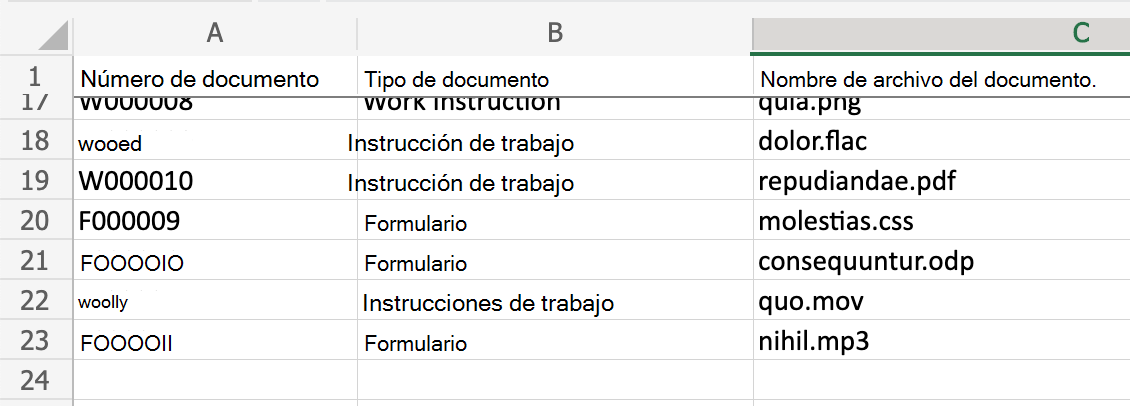 A B C
1 Número de documento Tipo de documento Nombre de archivo del documento.
17 W000008 Work Instruction quia.png
18 wooed Instrucción de trabajo dolor.flac
19 W000010 Instrucción de trabajo repudiandae.pdf
20 F000009 Formulario molestias.css
21 FOOOOIO Formulario consequuntur.odp
22 woolly Instrucciones de trabajo quo.mov
23 FOOOOII Formulario nihil.mp3
24